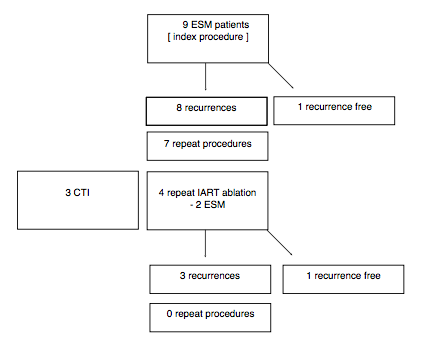 9 ESM patients
[ index procedure ]
8 recurrences
1 recurrence free
7 repeat procedures
3 CTI
4 repeat IART ablation
- 2 ESM
3 recurrences
1 recurrence free
0 repeat procedures